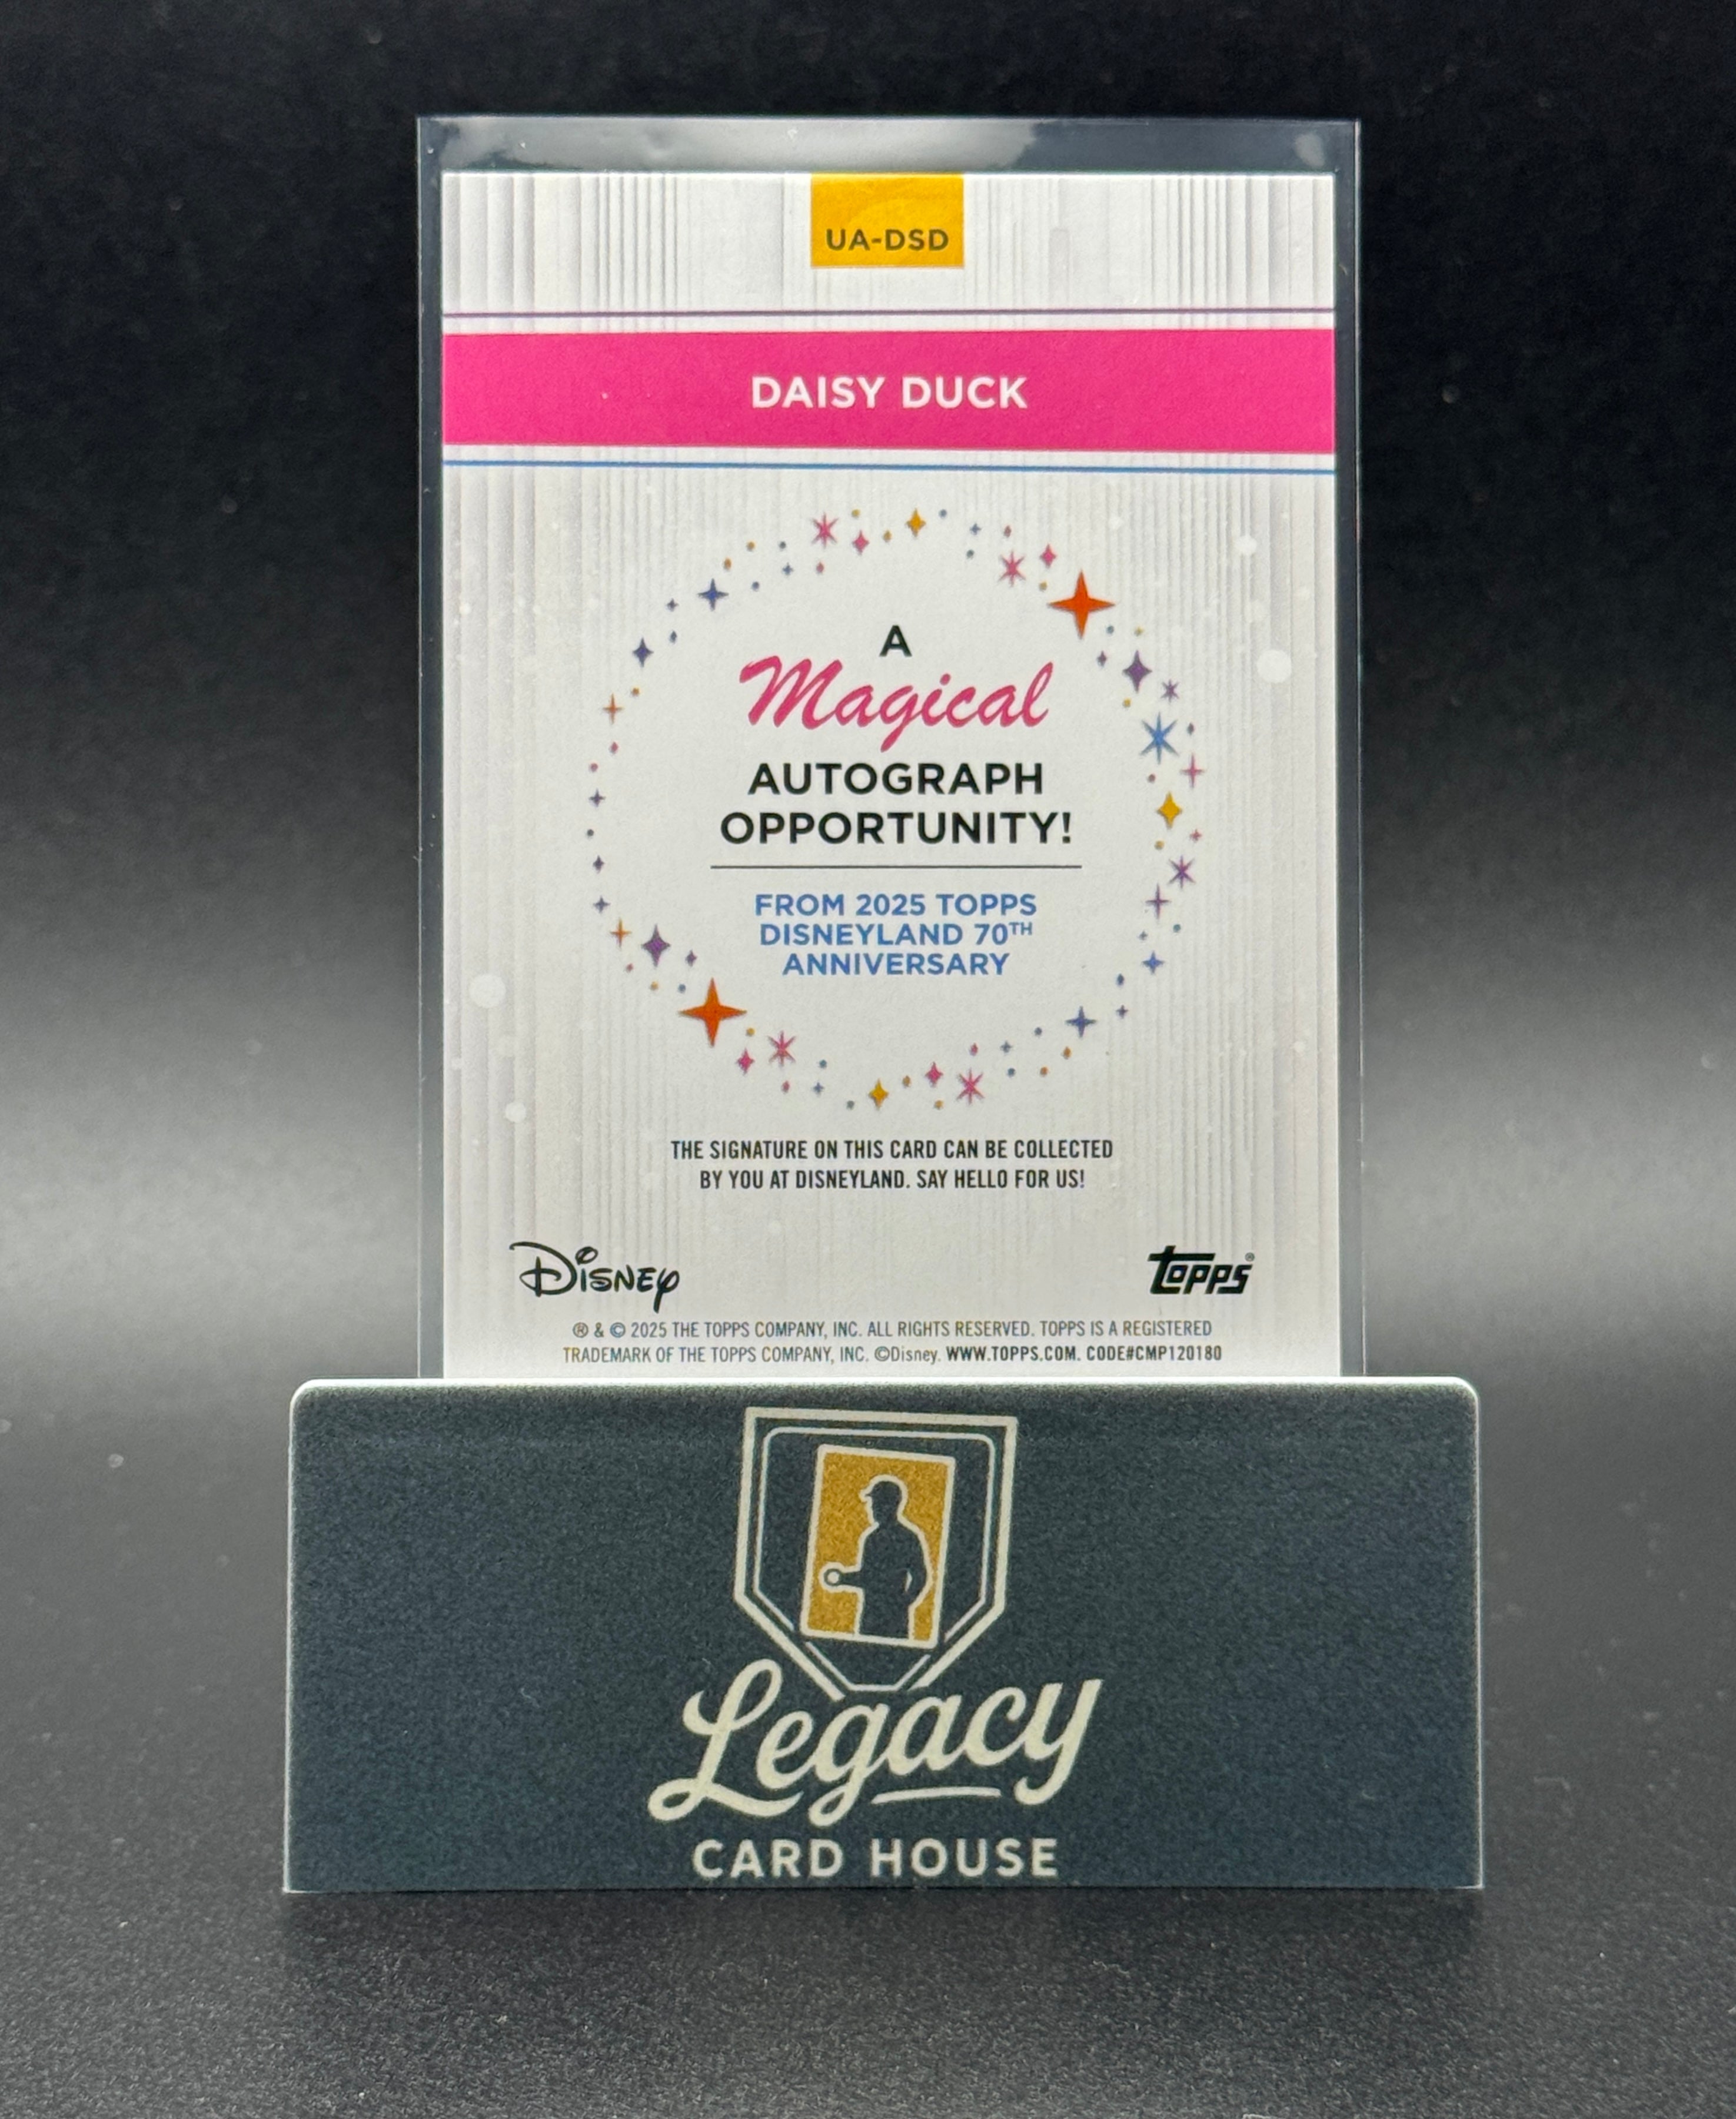 UA-DSD
DAISY DUCK
A
Magical
AUTOGRAPH
OPPORTUNITY!
FROM 2025 TOPPS
DISNEYLAND 70TH
ANNIVERSARY
THE SIGNATURE ON THIS CARD CAN BE COLLECTED
BY YOU AT DISNEYLAND. SAY HELLO FOR US!
Disney
topps®
® & © 2025 THE TOPPS COMPANY, INC. ALL RIGHTS RESERVED. TOPPS IS A REGISTERED
TRADEMARK OF THE TOPPS COMPANY, INC. ©Disney. WWW.TOPPS.COM. CODE#CMP120180
Legacy
CARD HOUSE